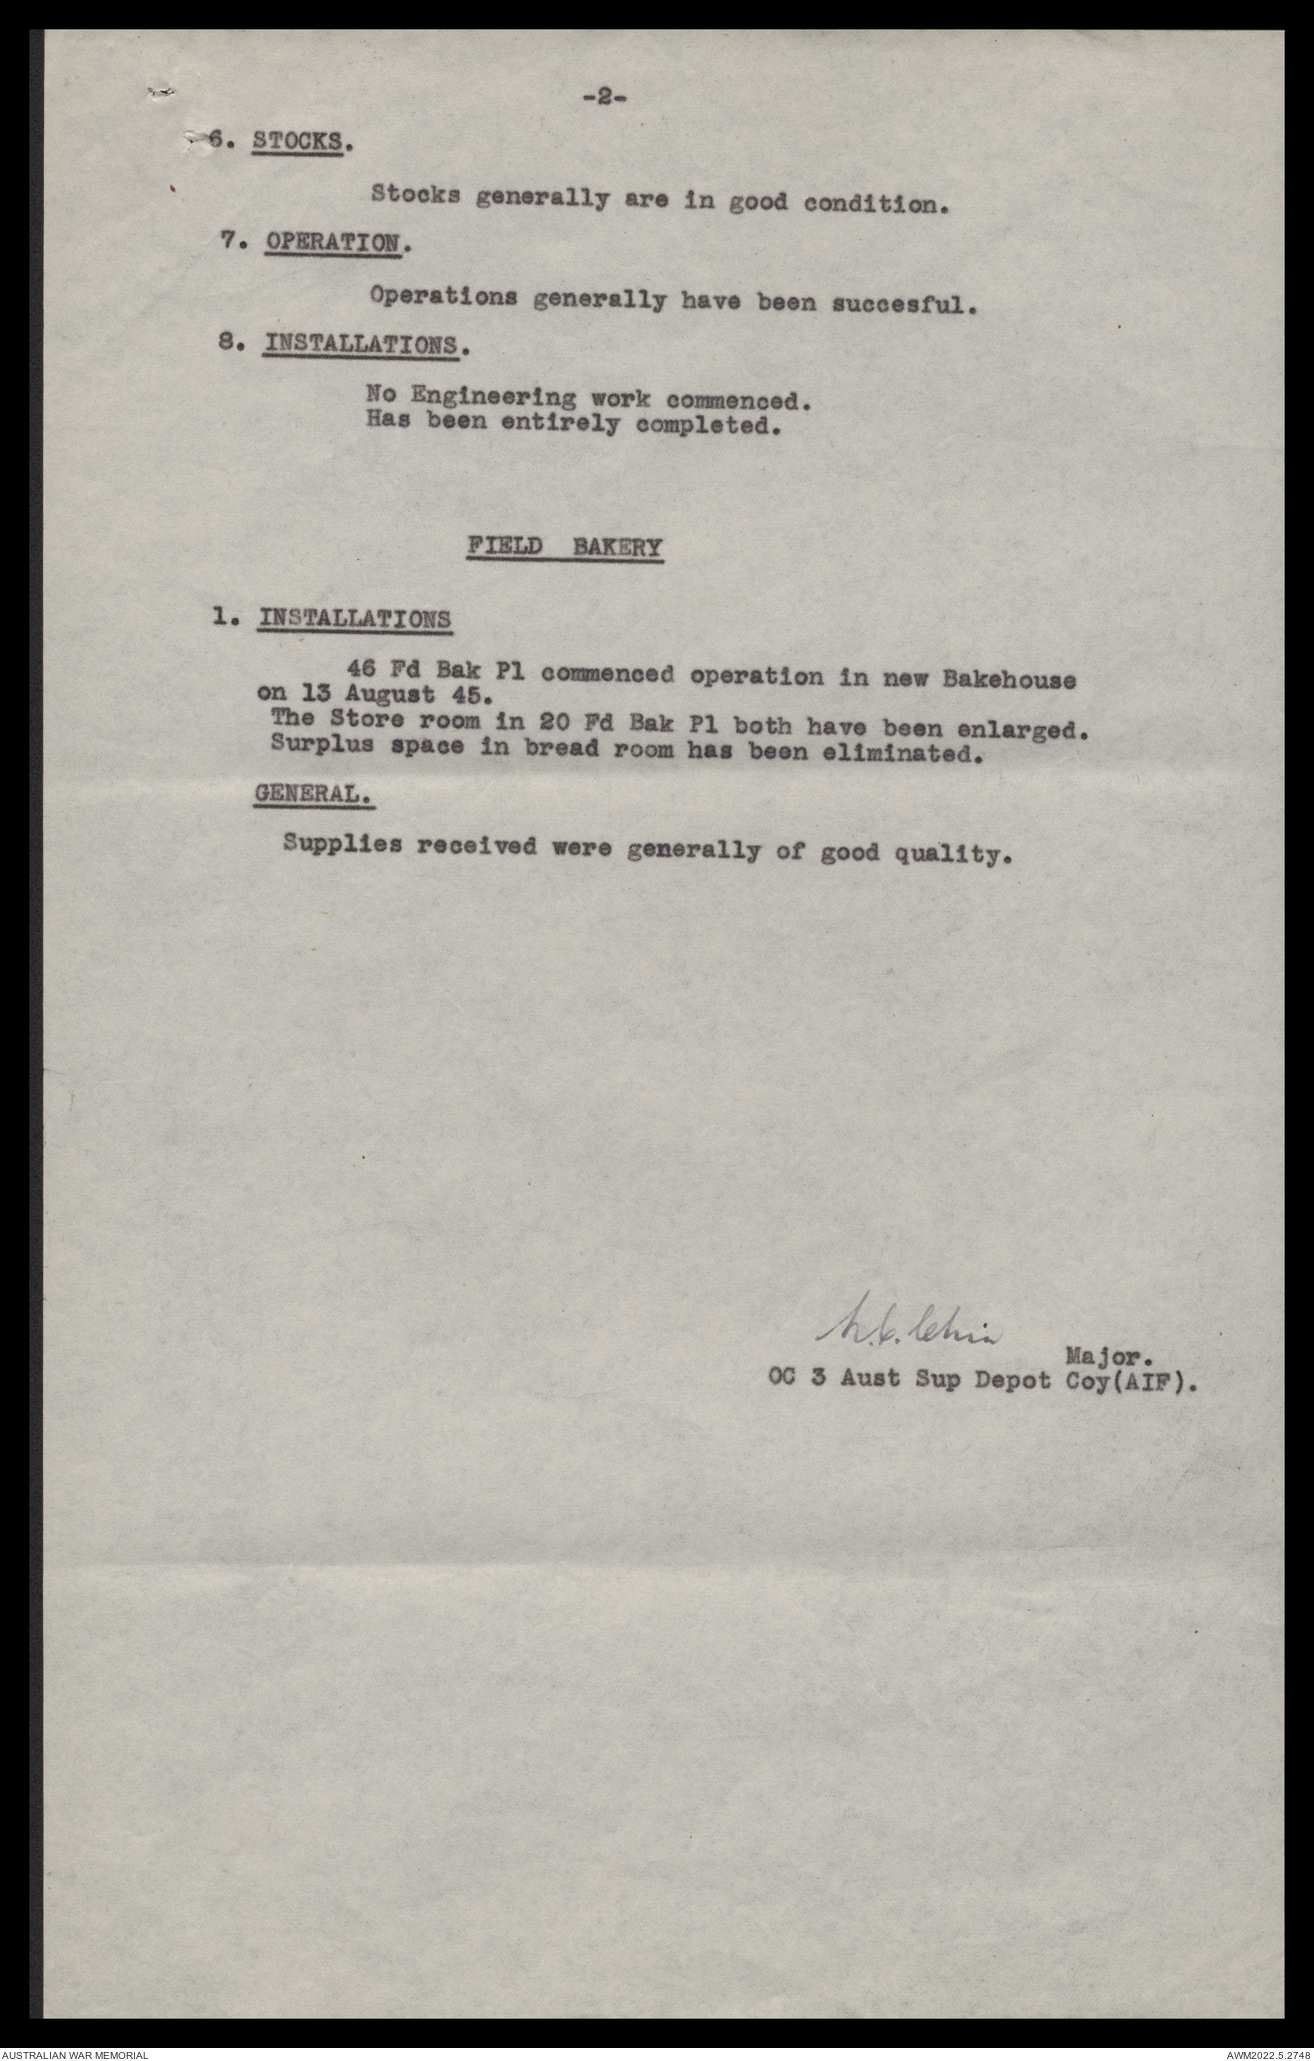 -2-
6. STOCKS.
Stocks generally are in good condition.
7. OPERATION.
Operations generally have been succesful.
8. INSTALLATIONS.
No Engineering work commenced.
Has been entirely completed.
FIELD BAKERY
1. INSTALLATIONS
46 Fd Bak Pl commenced operation in new Bakehouse
on 13 August 45.
The Store room in 20 Fd Bak Pl both have been enlarged.
Surplus space in bread room has been eliminated.
GENERAL.
Supplies received were generally of good quality.
Major.
OC 3 Aust Sup Depot Coy(AIF).
AUSTRALIAN WAR MEMORIAL
AWM2022.5.2748